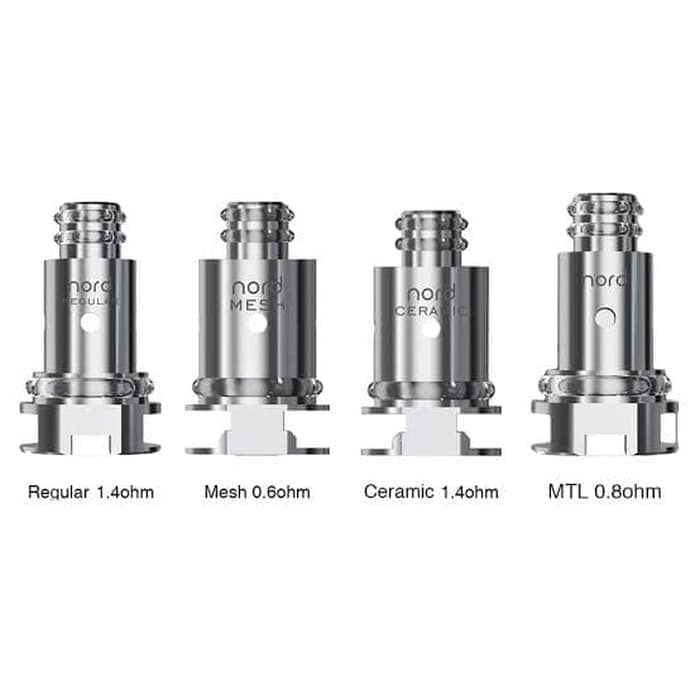 nord
REGULAR
nord
MESH
nord
CERAMIC
nord
Regular 1.4ohm
Mesh 0.6ohm
Ceramic 1.4ohm
MTL 0.8ohm